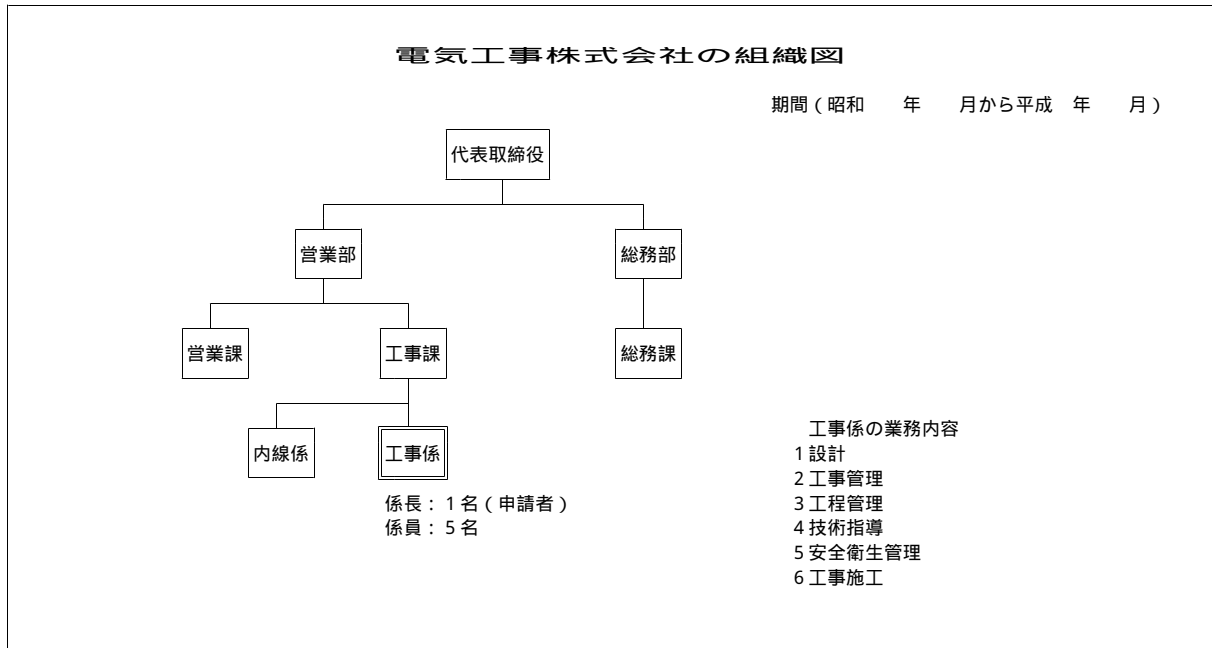 電気工事株式会社の組織図
期間（昭和　　年　　月から平成　年　　月）
代表取締役
営業部
総務部
営業課
工事課
総務課
内線係
工事係
係長：１名（申請者）
係員：５名
工事係の業務内容
１設計
２工事管理
３工程管理
４技術指導
５安全衛生管理
６工事施工